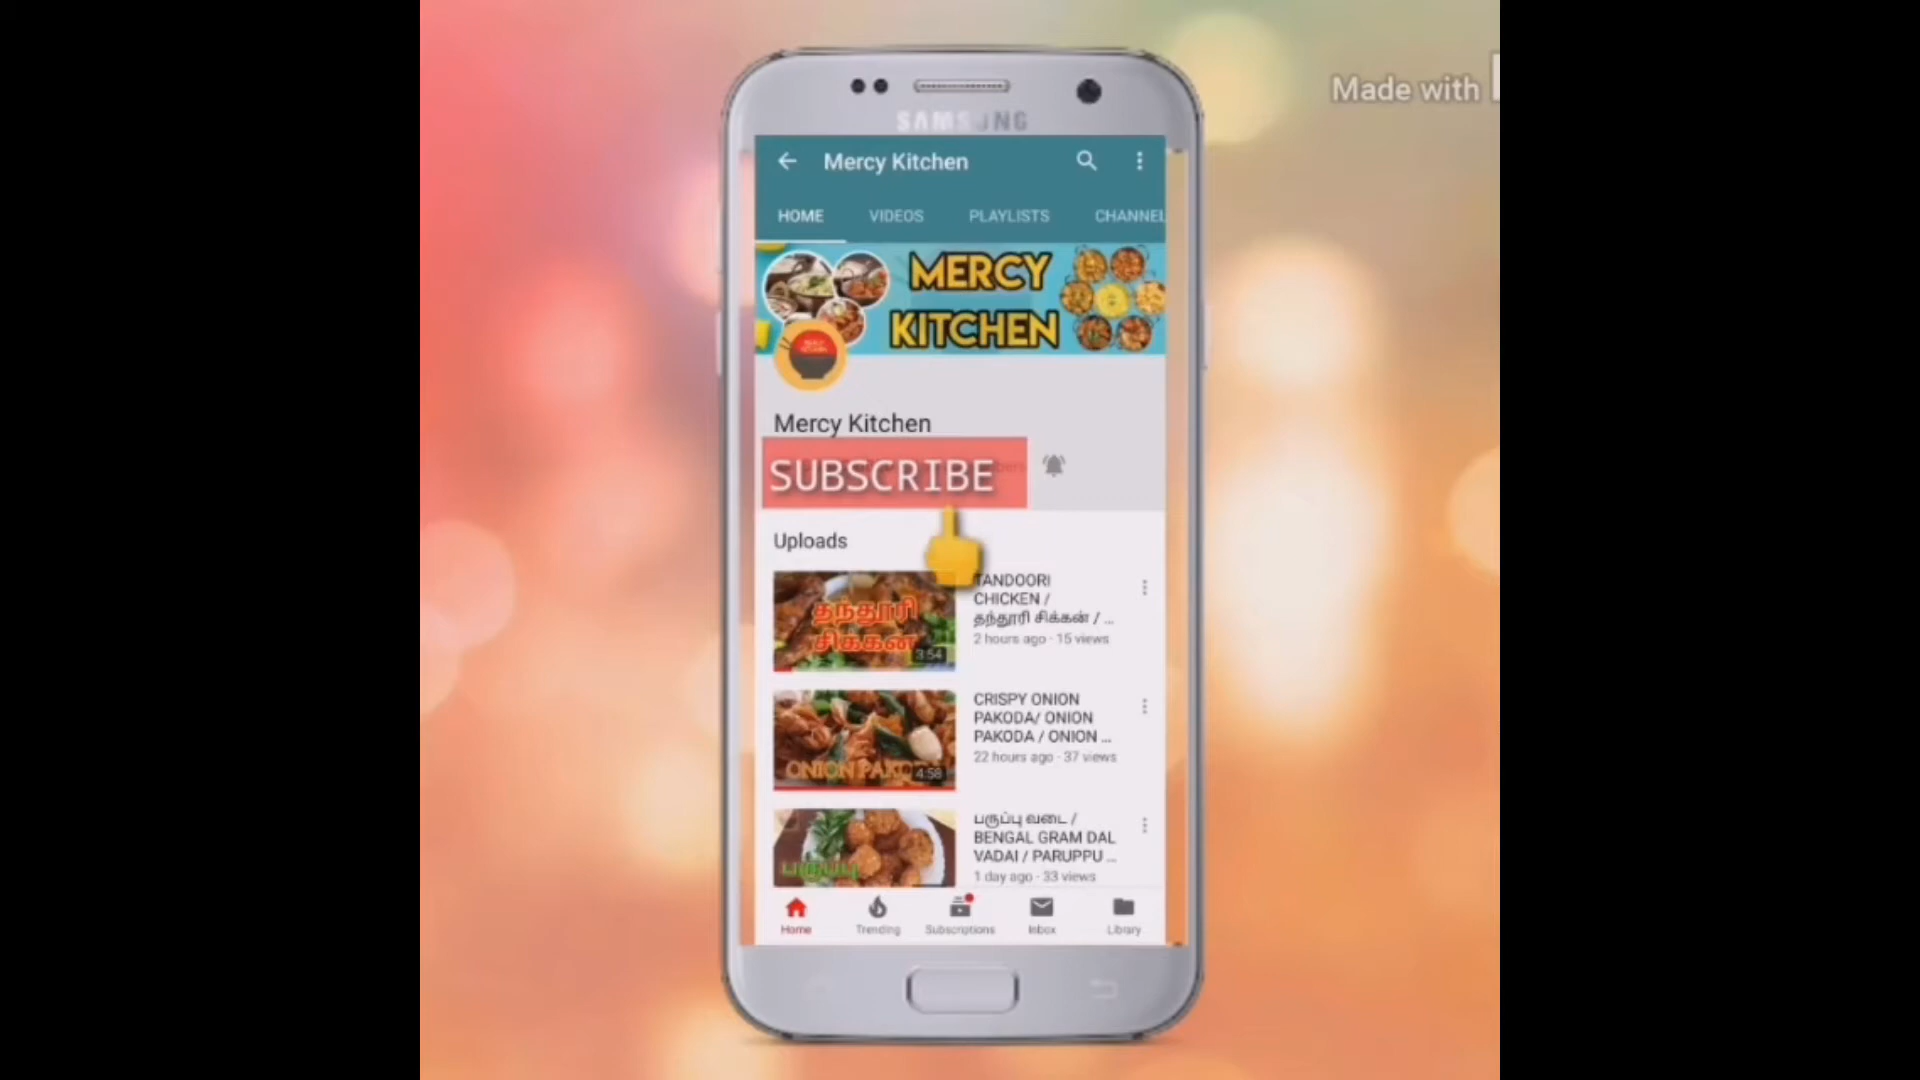 Made with
SAMSUNG
Mercy Kitchen
HOME VIDEOS PLAYLISTS CHANNEL
MERCY
KITCHEN
Mercy Kitchen
SUBSCRIBE
Uploads
தந்தூரி
சிக்கன்
3:54
TANDOORI
CHICKEN /
தந்தூரி சிக்கன் / ...
2 hours ago · 15 views
ONION PAKO
4:58
CRISPY ONION
PAKODA/ ONION
PAKODA / ONION ...
22 hours ago · 37 views
பருப்பு
பருப்பு வடை /
BENGAL GRAM DAL
VADAI / PARUPPU ...
1 day ago · 33 views
Home Trending Subscriptions Inbox Library